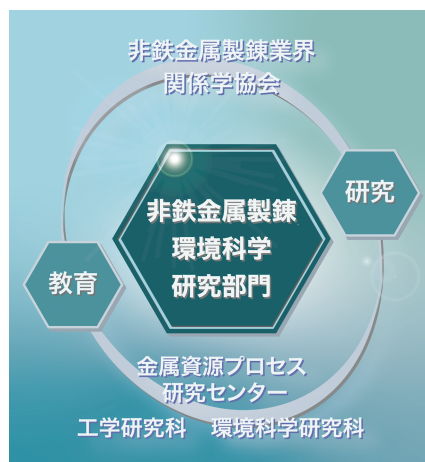 非鉄金属製錬業界
関係学協会
研究
非鉄金属製錬
環境科学
研究部門
教育
金属資源プロセス
研究センター
工学研究科 環境科学研究科